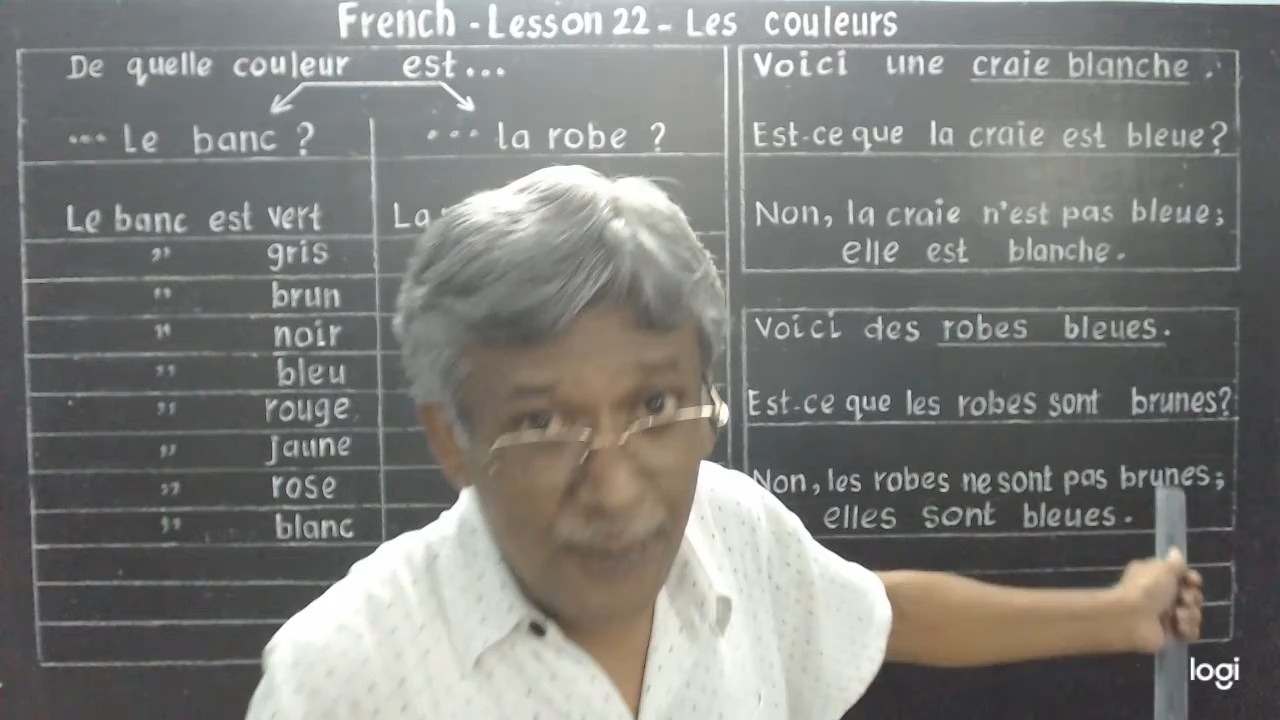 French - Lesson 22 - Les couleurs
De quelle couleur est...
... Le banc ?
... la robe ?
Le banc est vert
La
" gris
" brun
" noir
" bleu
" rouge
" jaune
" rose
" blanc
Voici une craie blanche.
Est-ce que la craie est bleue?
Non, la craie n'est pas bleue;
elle est blanche.
Voici des robes bleues.
Est-ce que les robes sont brunes?
Non, les robes ne sont pas brunes;
elles sont bleues.
logi